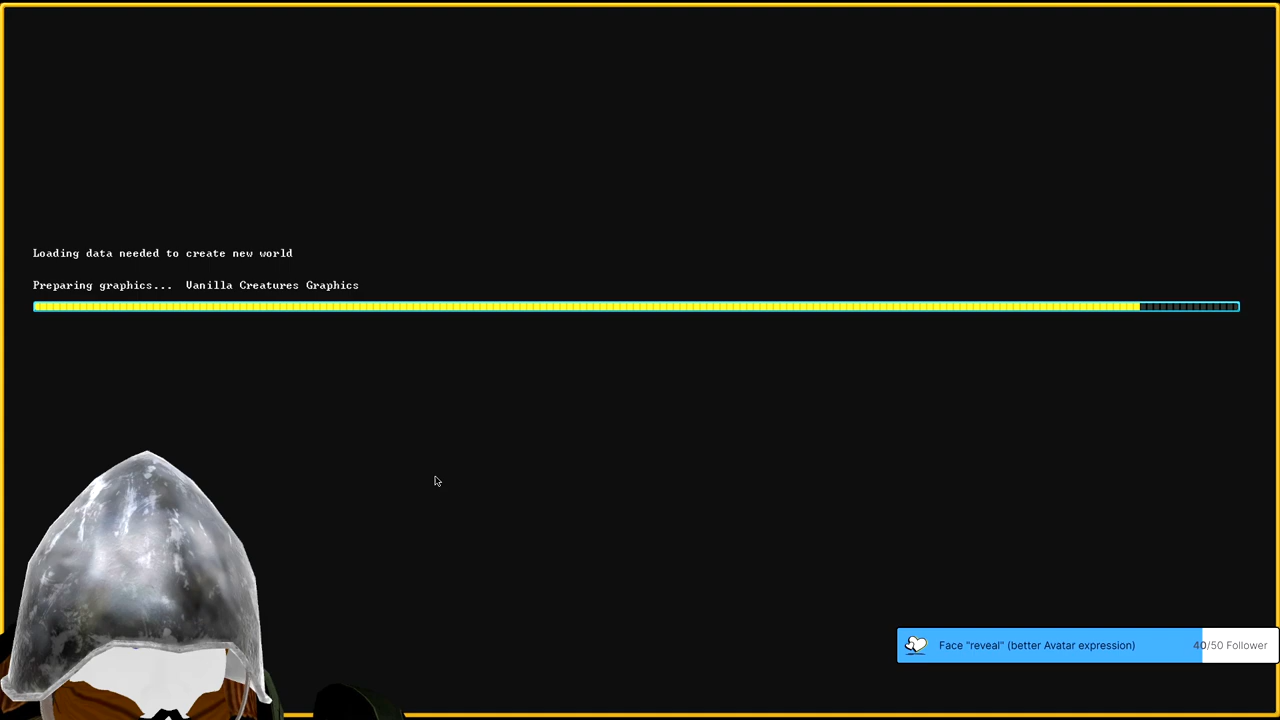 Loading data needed to create new world
Preparing graphics... Vanilla Creatures Graphics
Face "reveal" (better Avatar expression) 40/50 Follower